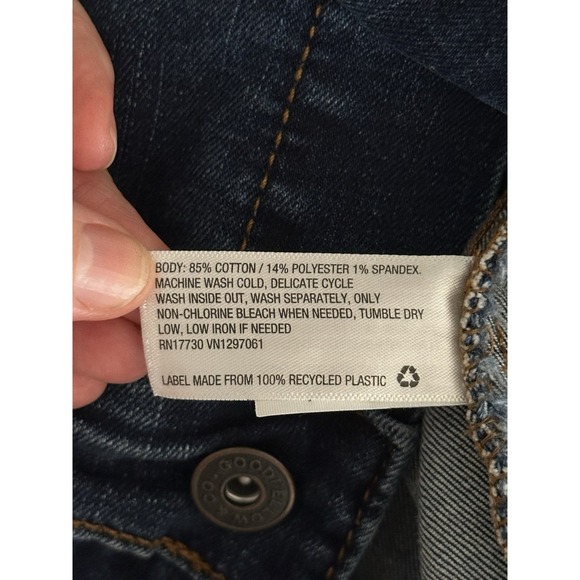 BODY: 85% COTTON / 14% POLYESTER 1% SPANDEX.
MACHINE WASH COLD, DELICATE CYCLE
WASH INSIDE OUT, WASH SEPARATELY, ONLY
NON-CHLORINE BLEACH WHEN NEEDED, TUMBLE DRY
LOW, LOW IRON IF NEEDED
RN17730 VN1297061
LABEL MADE FROM 100% RECYCLED PLASTIC
& CO. GOODFELLOW